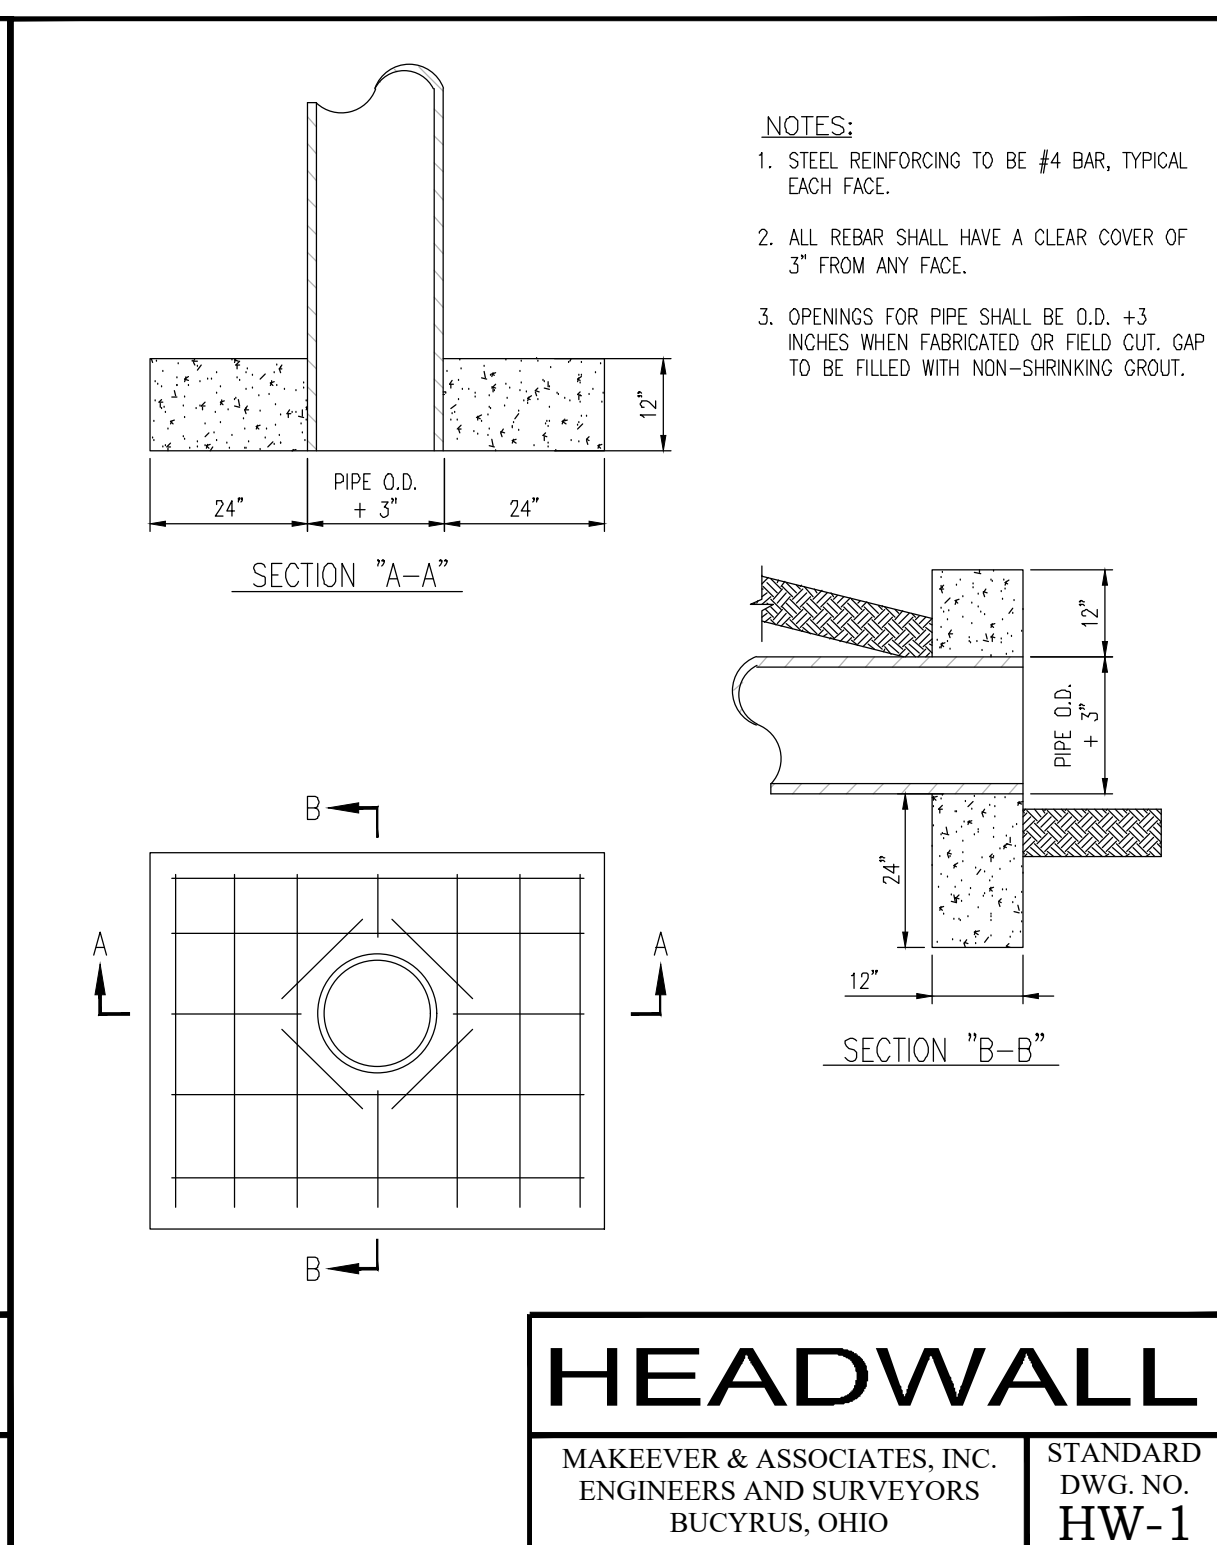 NOTES:
1. STEEL REINFORCING TO BE #4 BAR, TYPICAL
EACH FACE.
2. ALL REBAR SHALL HAVE A CLEAR COVER OF
3" FROM ANY FACE.
3. OPENINGS FOR PIPE SHALL BE O.D. +3
INCHES WHEN FABRICATED OR FIELD CUT. GAP
TO BE FILLED WITH NON-SHRINKING GROUT.
12"
PIPE O.D.
+ 3"
24"
24"
SECTION "A-A"
12"
PIPE O.D.
+ 3"
24"
12"
SECTION "B-B"
B
A
A
B
HEADWALL
MAKEEVER & ASSOCIATES, INC.
ENGINEERS AND SURVEYORS
BUCYRUS, OHIO
STANDARD
DWG. NO.
HW-1